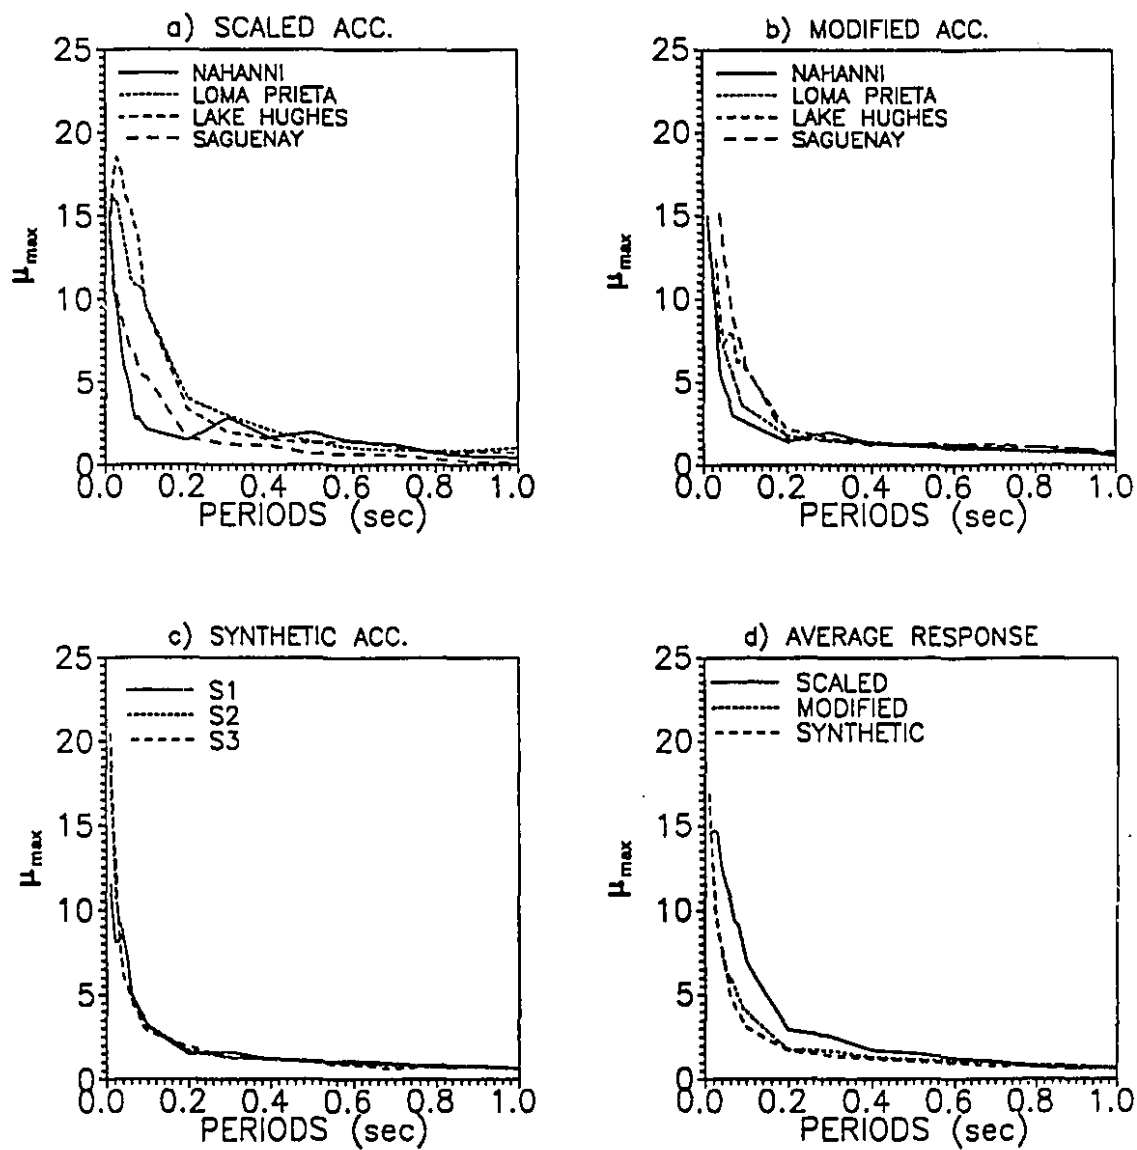 a) SCALED ACC.
25
20
15
10
5
0
μmax
NAHANNI
LOMA PRIETA
LAKE HUGHES
SAGUENAY
0.0 0.2 0.4 0.6 0.8 1.0
PERIODS (sec)
b) MODIFIED ACC.
25
20
15
10
5
0
μmax
NAHANNI
LOMA PRIETA
LAKE HUGHES
SAGUENAY
0.0 0.2 0.4 0.6 0.8 1.0
PERIODS (sec)
c) SYNTHETIC ACC.
25
20
15
10
5
0
μmax
S1
S2
S3
0.0 0.2 0.4 0.6 0.8 1.0
PERIODS (sec)
d) AVERAGE RESPONSE
25
20
15
10
5
0
μmax
SCALED
MODIFIED
SYNTHETIC
0.0 0.2 0.4 0.6 0.8 1.0
PERIODS (sec)